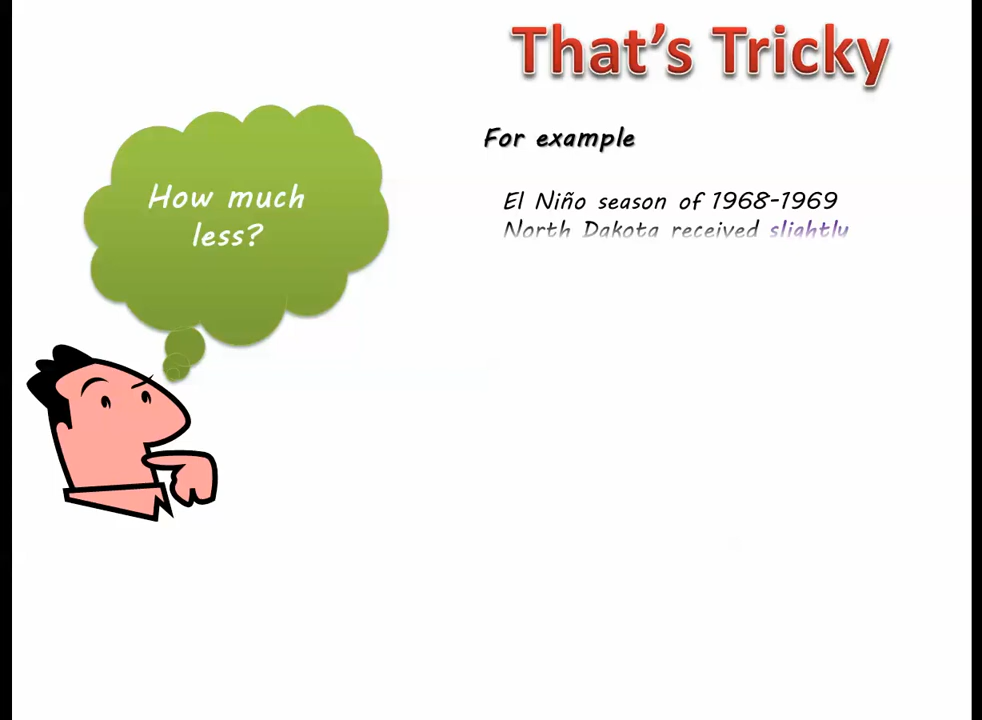 That's Tricky
How much
less?
For example
El Niño season of 1968-1969
North Dakota received slightly